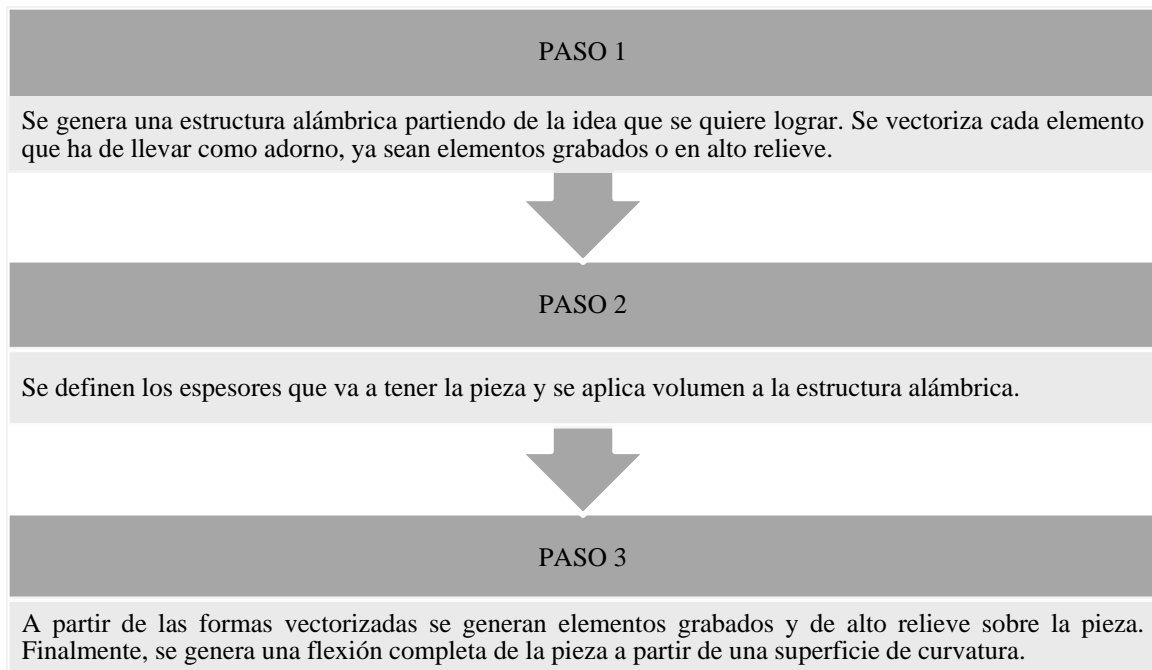 PASO 1
Se genera una estructura alámbrica partiendo de la idea que se quiere lograr. Se vectoriza cada elemento
que ha de llevar como adorno, ya sean elementos grabados o en alto relieve.
PASO 2
Se definen los espesores que va a tener la pieza y se aplica volumen a la estructura alámbrica.
PASO 3
A partir de las formas vectorizadas se generan elementos grabados y de alto relieve sobre la pieza.
Finalmente, se genera una flexión completa de la pieza a partir de una superficie de curvatura.